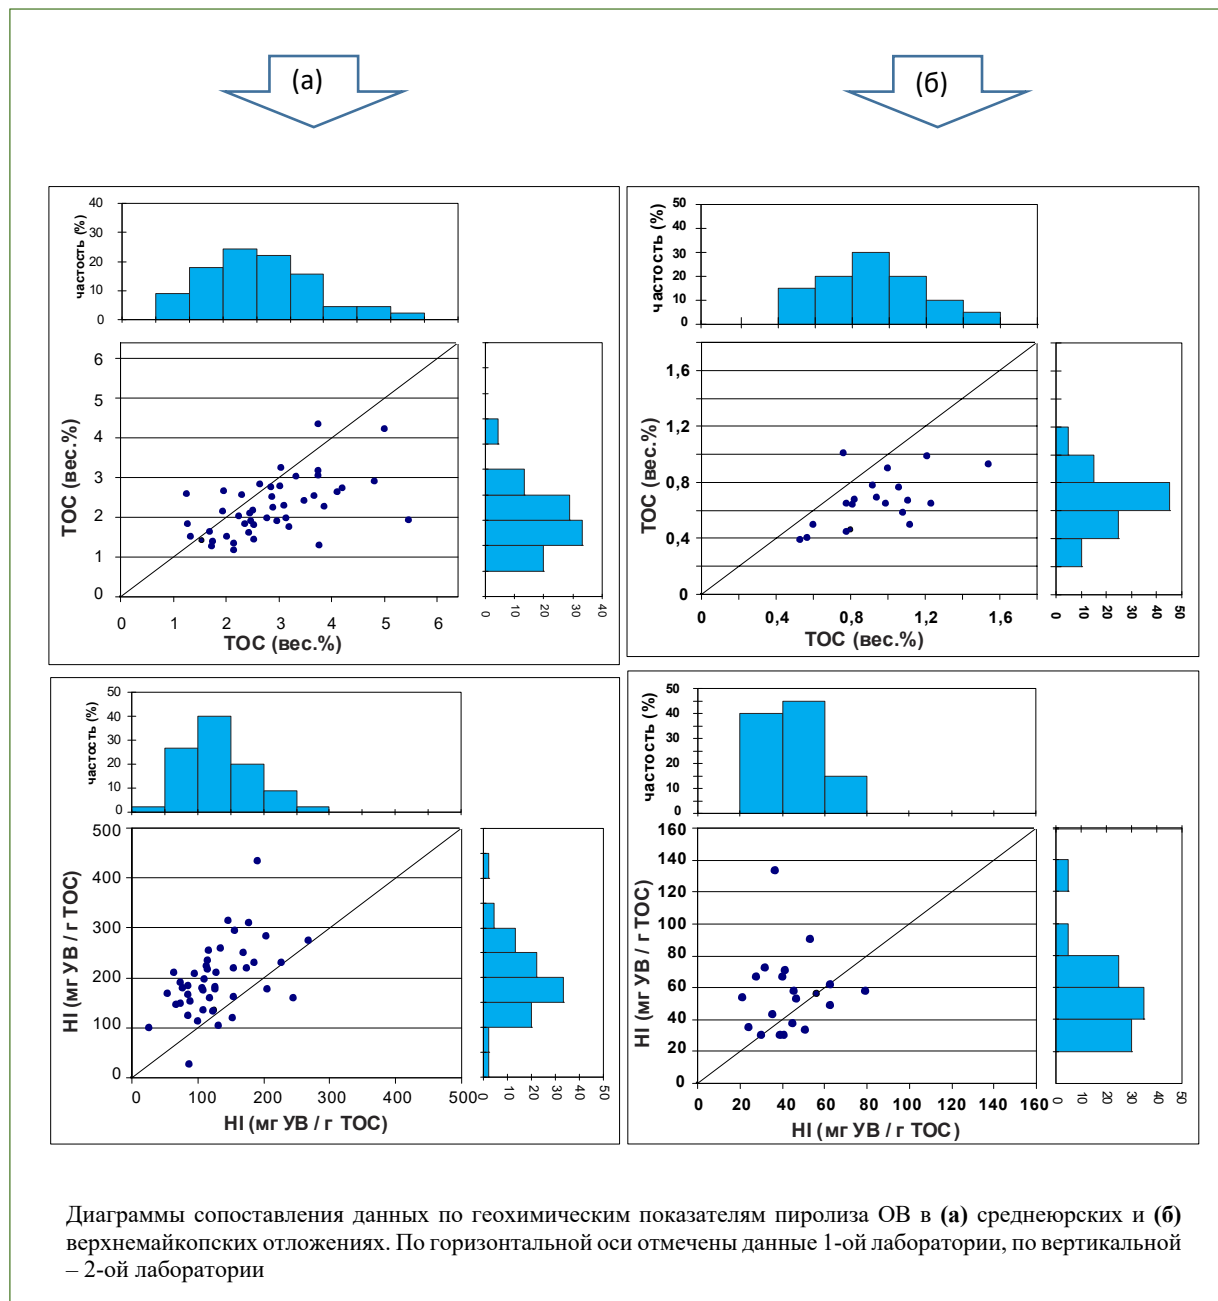 (а)
(б)
частость (%)
40
30
20
10
0
TOC (вес.%)
6
5
4
3
2
1
0
0 1 2 3 4 5 6
TOC (вес.%)
0 10 20 30 40
частость (%)
50
40
30
20
10
0
TOC (вес.%)
1,6
1,2
0,8
0,4
0
0 0,4 0,8 1,2 1,6
TOC (вес.%)
0 10 20 30 40 50
частость (%)
50
40
30
20
10
0
HI (мг УВ / г TOC)
500
400
300
200
100
0
0 100 200 300 400 500
HI (мг УВ / г TOC)
0 10 20 30 40 50
частость (%)
50
40
30
20
10
0
HI (мг УВ / г TOC)
160
140
120
100
80
60
40
20
0
0 20 40 60 80 100 120 140 160
HI (мг УВ / г TOC)
0 10 20 30 40 50
Диаграммы сопоставления данных по геохимическим показателям пиролиза ОВ в (а) среднеюрских и (б)
верхнемайкопских отложениях. По горизонтальной оси отмечены данные 1-ой лаборатории, по вертикальной
– 2-ой лаборатории